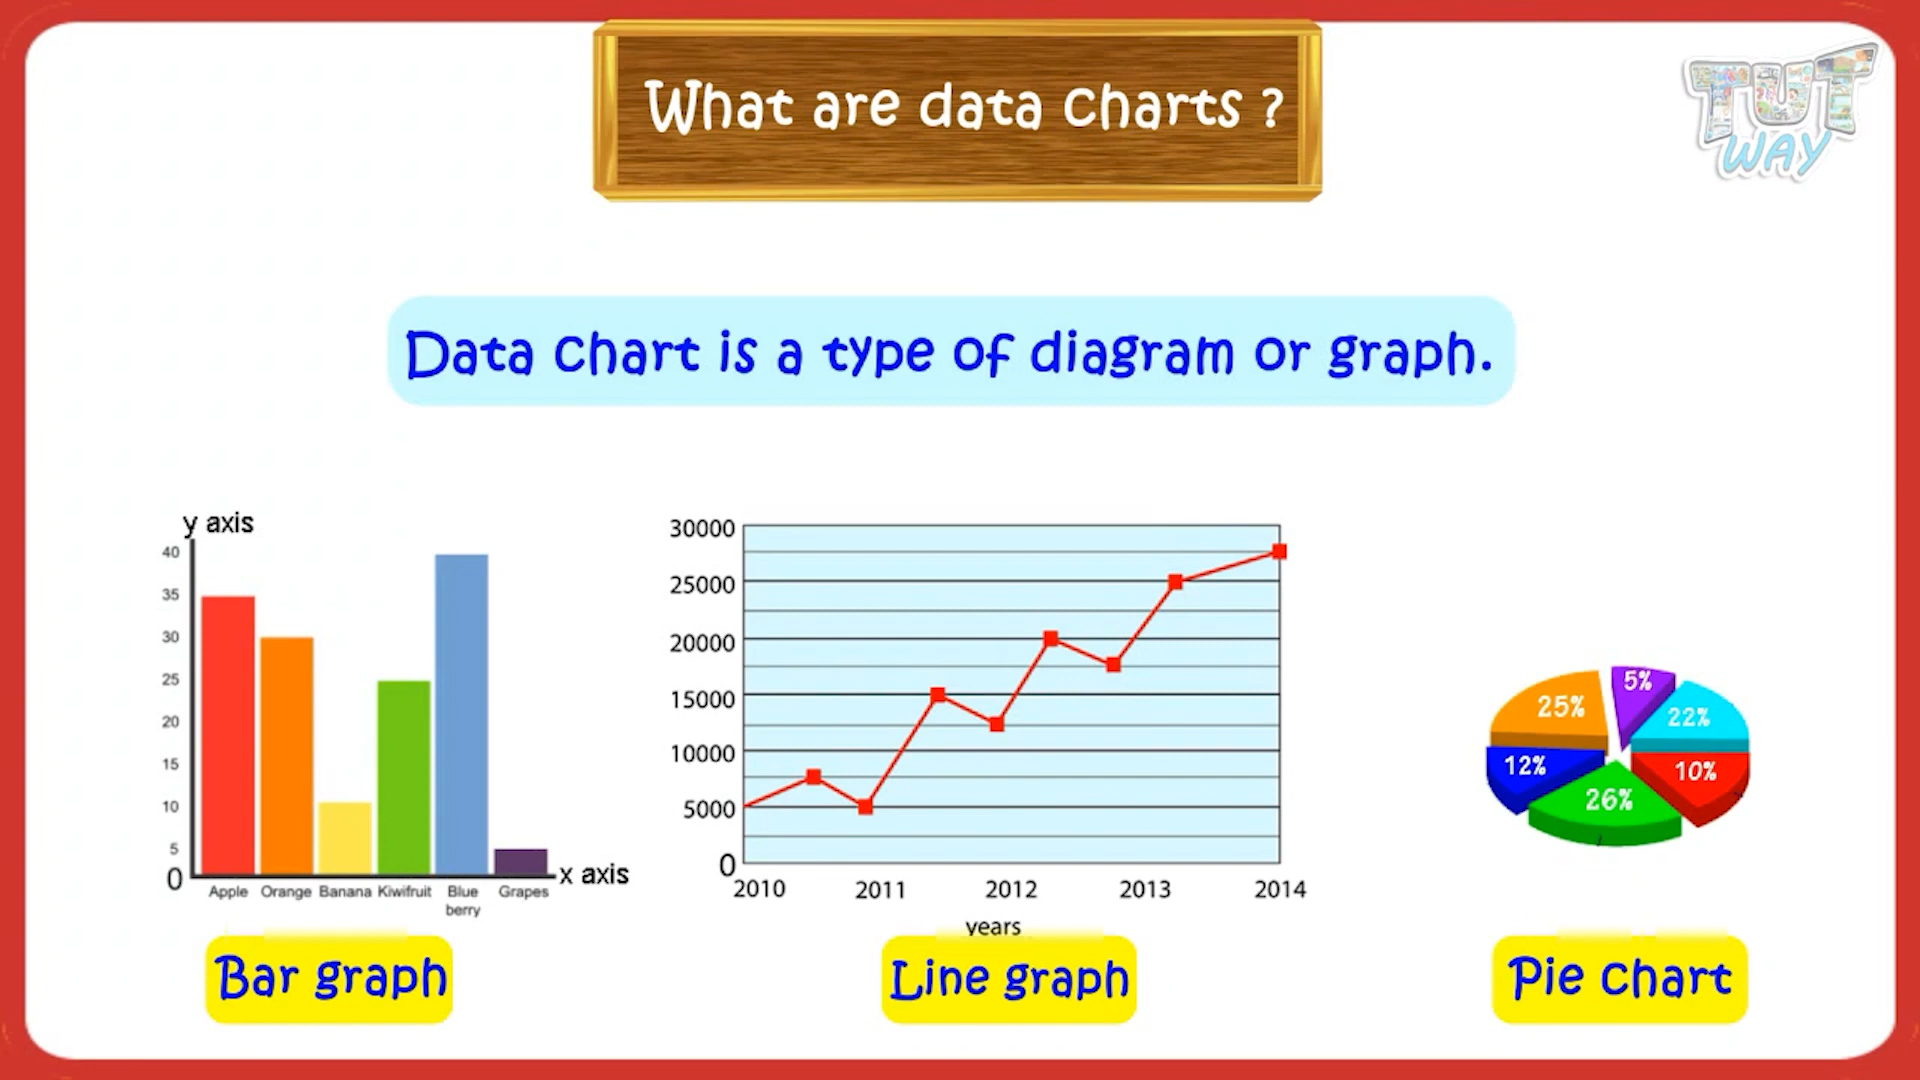 What are data charts ?
TUT
WAY
Data chart is a type of diagram or graph.
y axis
40
35
30
25
20
15
10
5
0
x axis
Apple Orange Banana Kiwifruit Blue berry Grapes
Bar graph
30000
25000
20000
15000
10000
5000
0
2010 2011 2012 2013 2014
years
Line graph
5%
25%
22%
12%
10%
26%
Pie chart